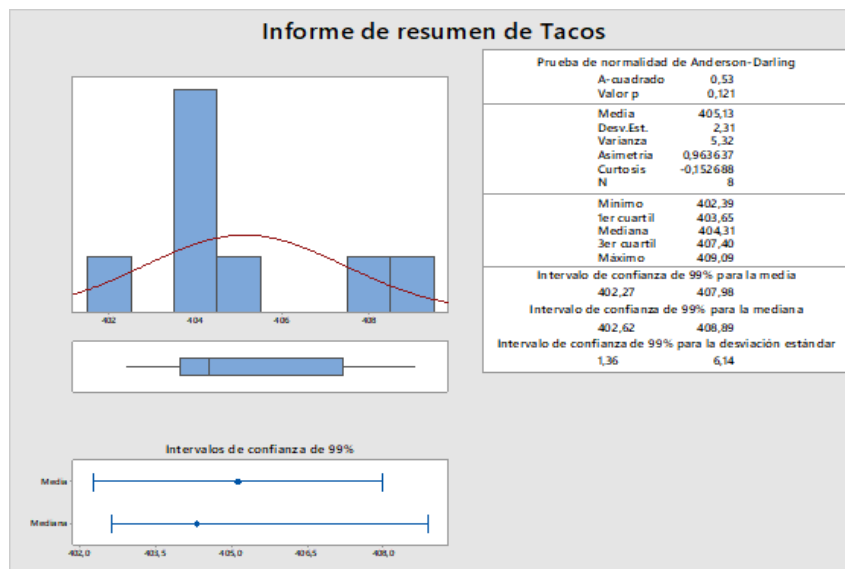 Informe de resumen de Tacos
Prueba de normalidad de Anderson-Darling
A-cuadrado 0,53
Valor p 0,121
Media 405,13
Desv.Est. 2,31
Varianza 5,32
Asimetría 0,963637
Curtosis -0,152688
N 8
Mínimo 402,39
1er cuartil 403,65
Mediana 404,31
3er cuartil 407,40
Máximo 409,09
Intervalo de confianza de 99% para la media
402,27 407,98
Intervalo de confianza de 99% para la mediana
402,62 408,89
Intervalo de confianza de 99% para la desviación estándar
1,36 6,14
402 404 406 408
Intervalos de confianza de 99%
Media
Mediana
402,0 403,5 405,0 406,5 408,0